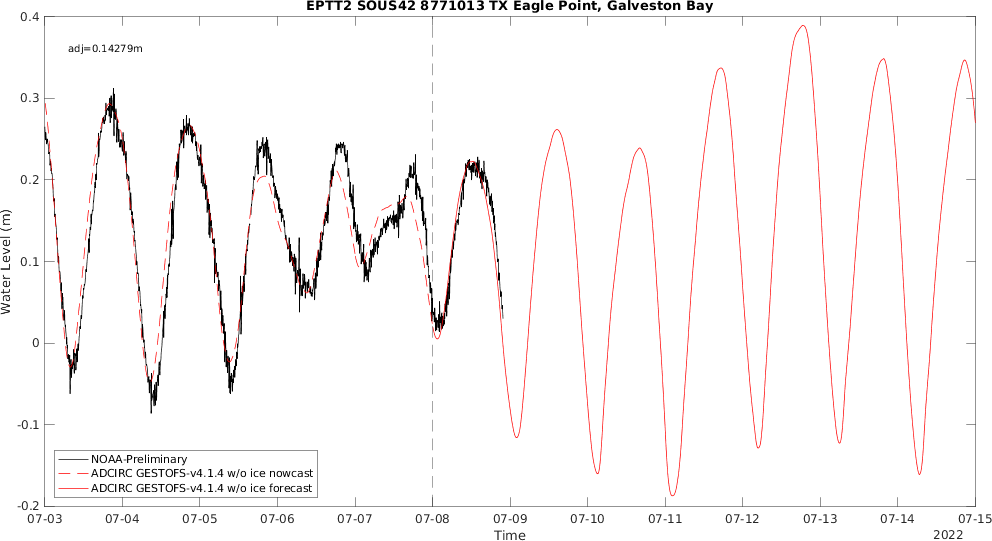 EPTT2 SOUS42 8771013 TX Eagle Point, Galveston Bay
adj=0.14279m
0.4
0.3
0.2
0.1
0
-0.1
-0.2
Water Level (m)
NOAA-Preliminary
ADCIRC GESTOFS-v4.1.4 w/o ice nowcast
ADCIRC GESTOFS-v4.1.4 w/o ice forecast
07-03 07-04 07-05 07-06 07-07 07-08 07-09 07-10 07-11 07-12 07-13 07-14 07-15
Time
2022